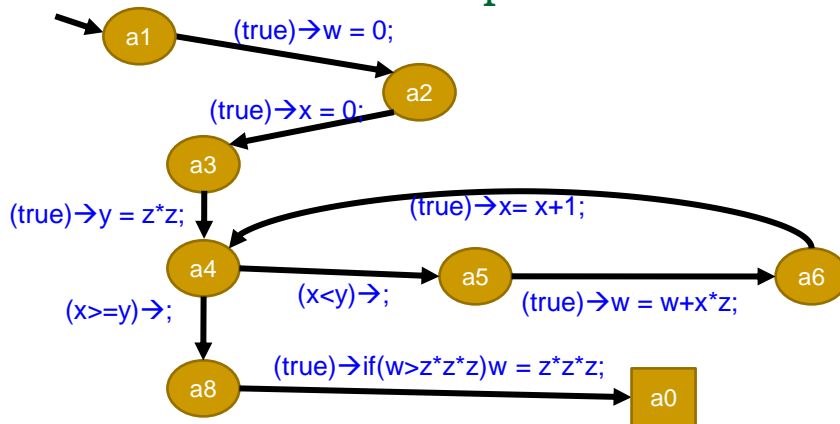 a1
(true)→w = 0;
a2
(true)→x = 0;
a3
(true)→y = z*z;
(true)→x= x+1;
a4
a5
a6
(x>=y)→;
(x<y)→;
(true)→w = w+x*z;
a8
(true)→if(w>z*z*z)w = z*z*z;
a0